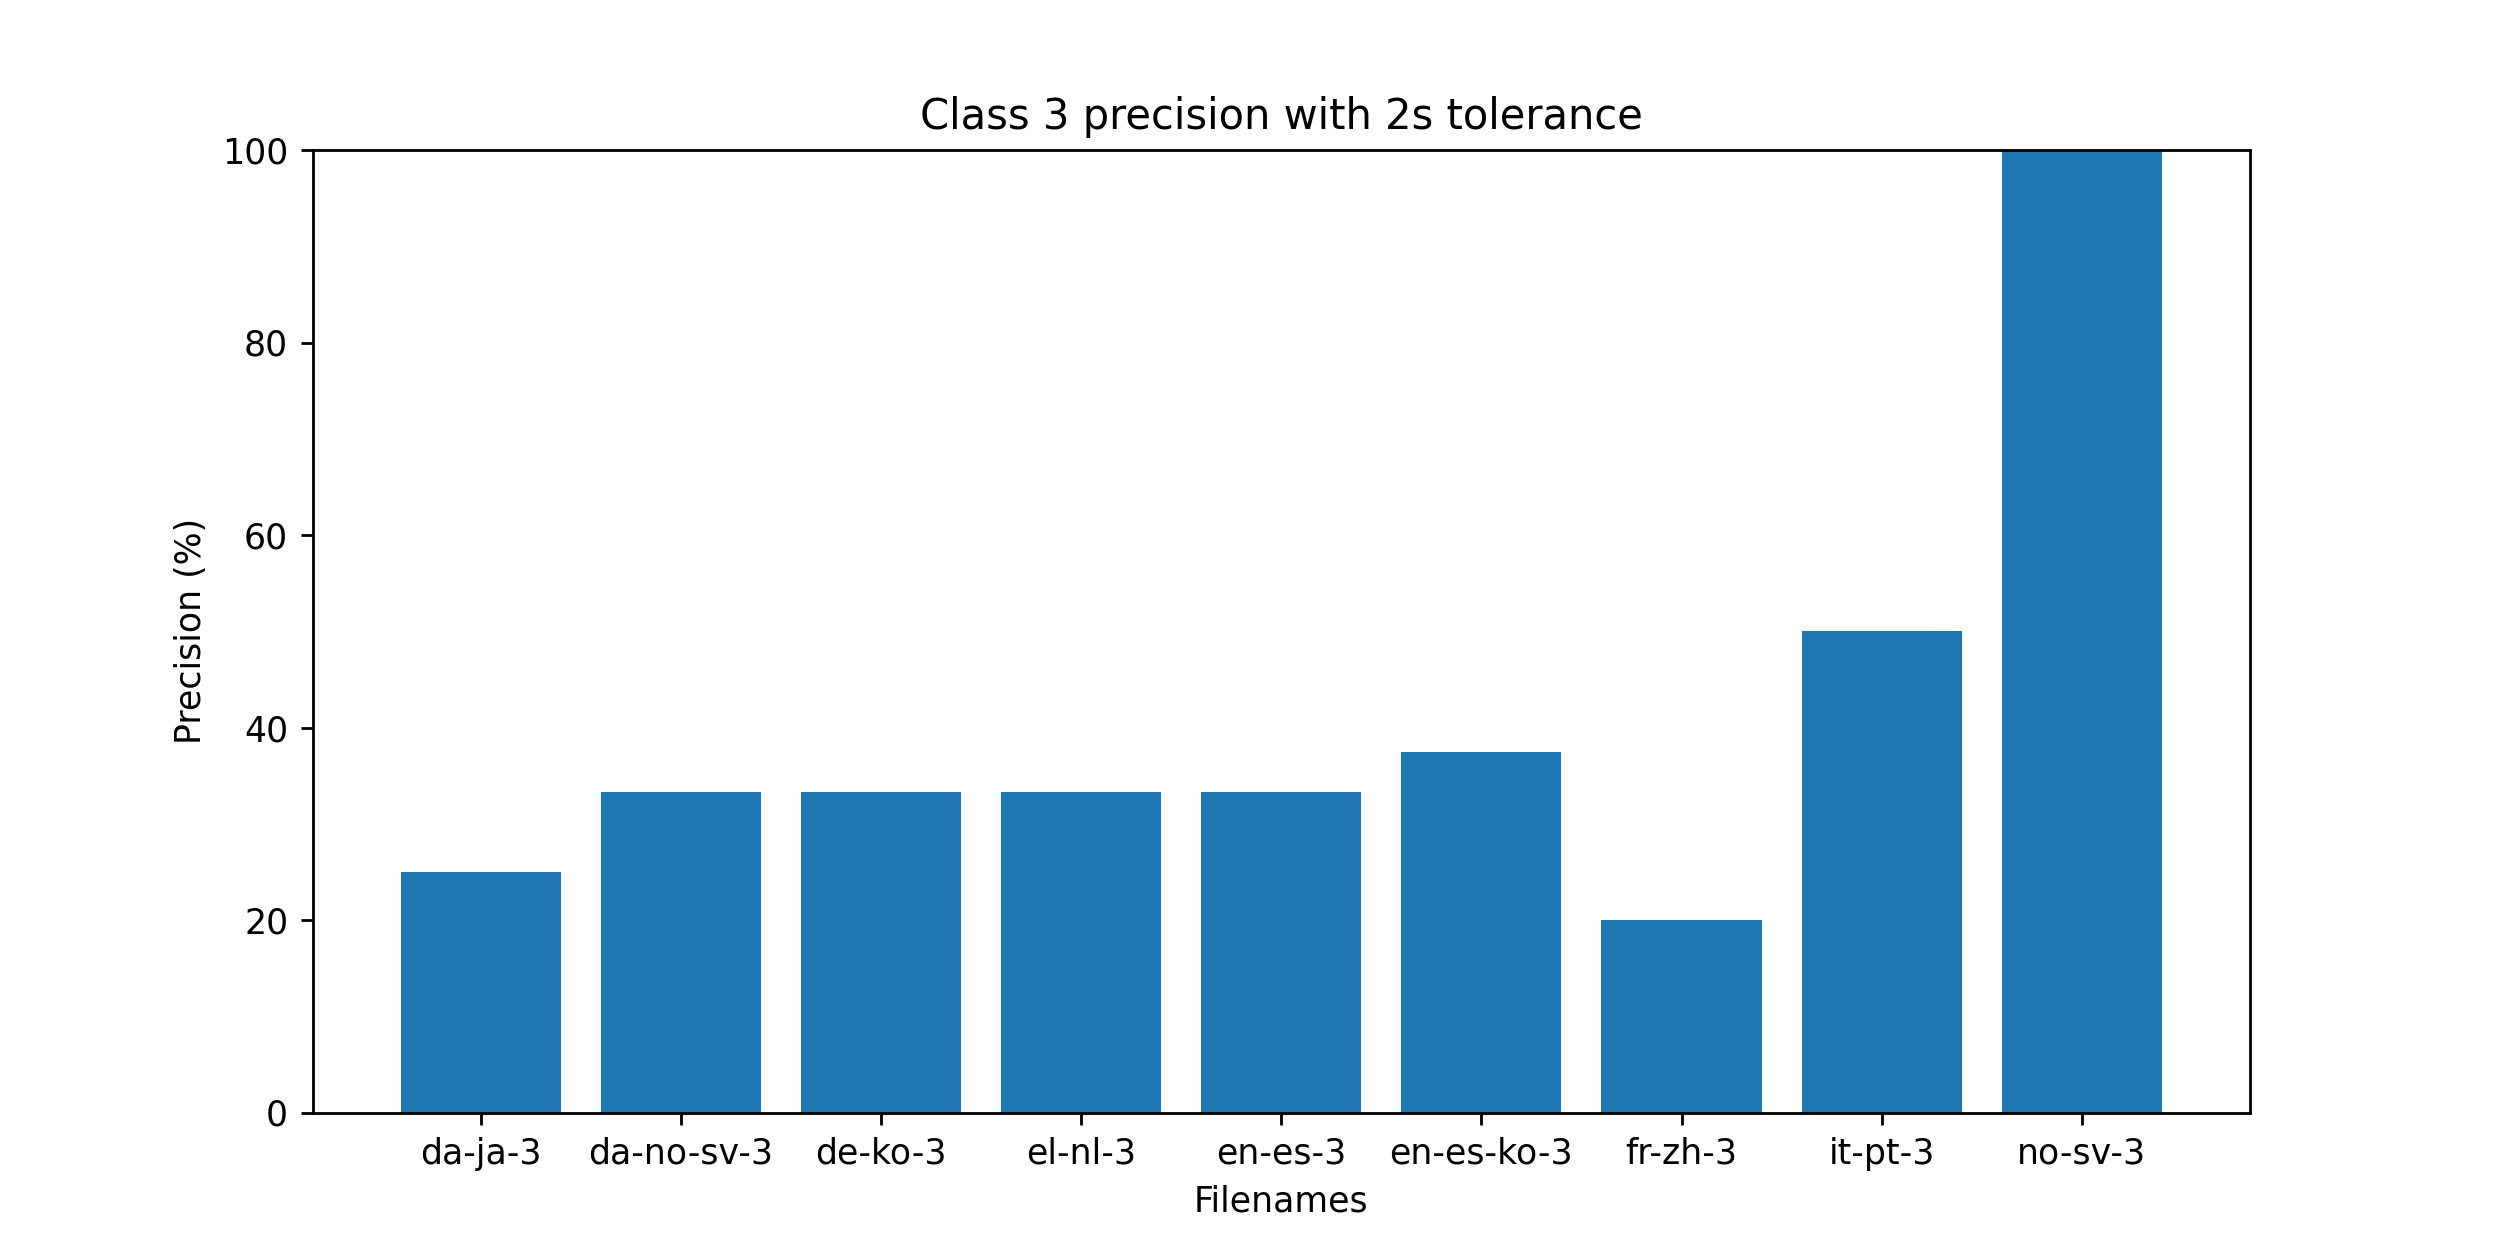 Class 3 precision with 2s tolerance
Precision (%)
100
80
60
40
20
0
da-ja-3 da-no-sv-3 de-ko-3 el-nl-3 en-es-3 en-es-ko-3 fr-zh-3 it-pt-3 no-sv-3
Filenames